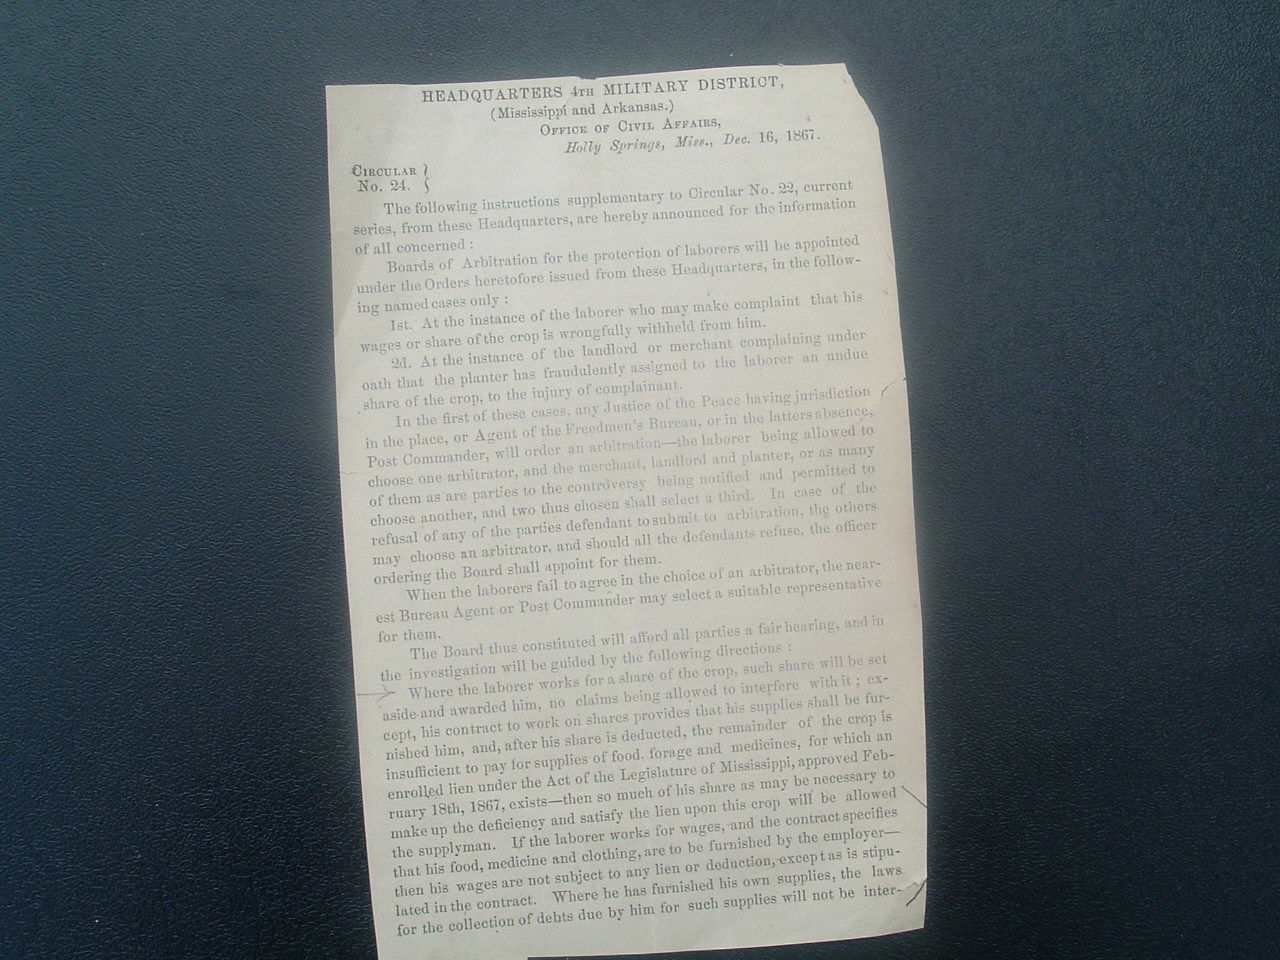 HEADQUARTERS 4TH MILITARY DISTRICT,
(Mississippi and Arkansas.)
OFFICE OF CIVIL AFFAIRS,
Holly Springs, Miss., Dec. 16, 1867.
CIRCULAR }
No. 24. }
The following instructions supplementary to Circular No. 22, current
series, from these Headquarters, are hereby announced for the information
of all concerned :
Boards of Arbitration for the protection of laborers will be appointed
under the Orders heretofore issued from these Headquarters, in the follow-
ing named cases only :
1st. At the instance of the laborer who may make complaint that his
wages or share of the crop is wrongfully withheld from him.
2d. At the instance of the landlord or merchant complaining under
oath that the planter has fraudulently assigned to the laborer an undue
share of the crop, to the injury of complainant.
In the first of these cases, any Justice of the Peace having jurisdiction
in the place, or Agent of the Freedmen's Bureau, or in the latters absence,
Post Commander, will order an arbitration—the laborer being allowed to
choose one arbitrator, and the merchant, landlord and planter, or as many
of them as are parties to the controversy being notified and permitted to
choose another, and two thus chosen shall select a third. In case of the
refusal of any of the parties defendant to submit to arbitration, the others
may choose an arbitrator, and should all the defendants refuse, the officer
ordering the Board shall appoint for them.
When the laborers fail to agree in the choice of an arbitrator, the near-
est Bureau Agent or Post Commander may select a suitable representative
for them.
The Board thus constituted will afford all parties a fair hearing, and in
the investigation will be guided by the following directions :
Where the laborer works for a share of the crop, such share will be set
aside and awarded him, no claims being allowed to interfere with it ; ex-
cept, his contract to work on shares provides that his supplies shall be fur-
nished him, and, after his share is deducted, the remainder of the crop is
insufficient to pay for supplies of food, forage and medicines, for which an
enrolled lien under the Act of the Legislature of Mississippi, approved Feb-
ruary 18th, 1867, exists—then so much of his share as may be necessary to
make up the deficiency and satisfy the lien upon this crop will be allowed
the supplyman. If the laborer works for wages, and the contract specifies
that his food, medicine and clothing, are to be furnished by the employer—
then his wages are not subject to any lien or deduction, except as is stipu-
lated in the contract. Where he has furnished his own supplies, the laws
for the collection of debts due by him for such supplies will not be inter-